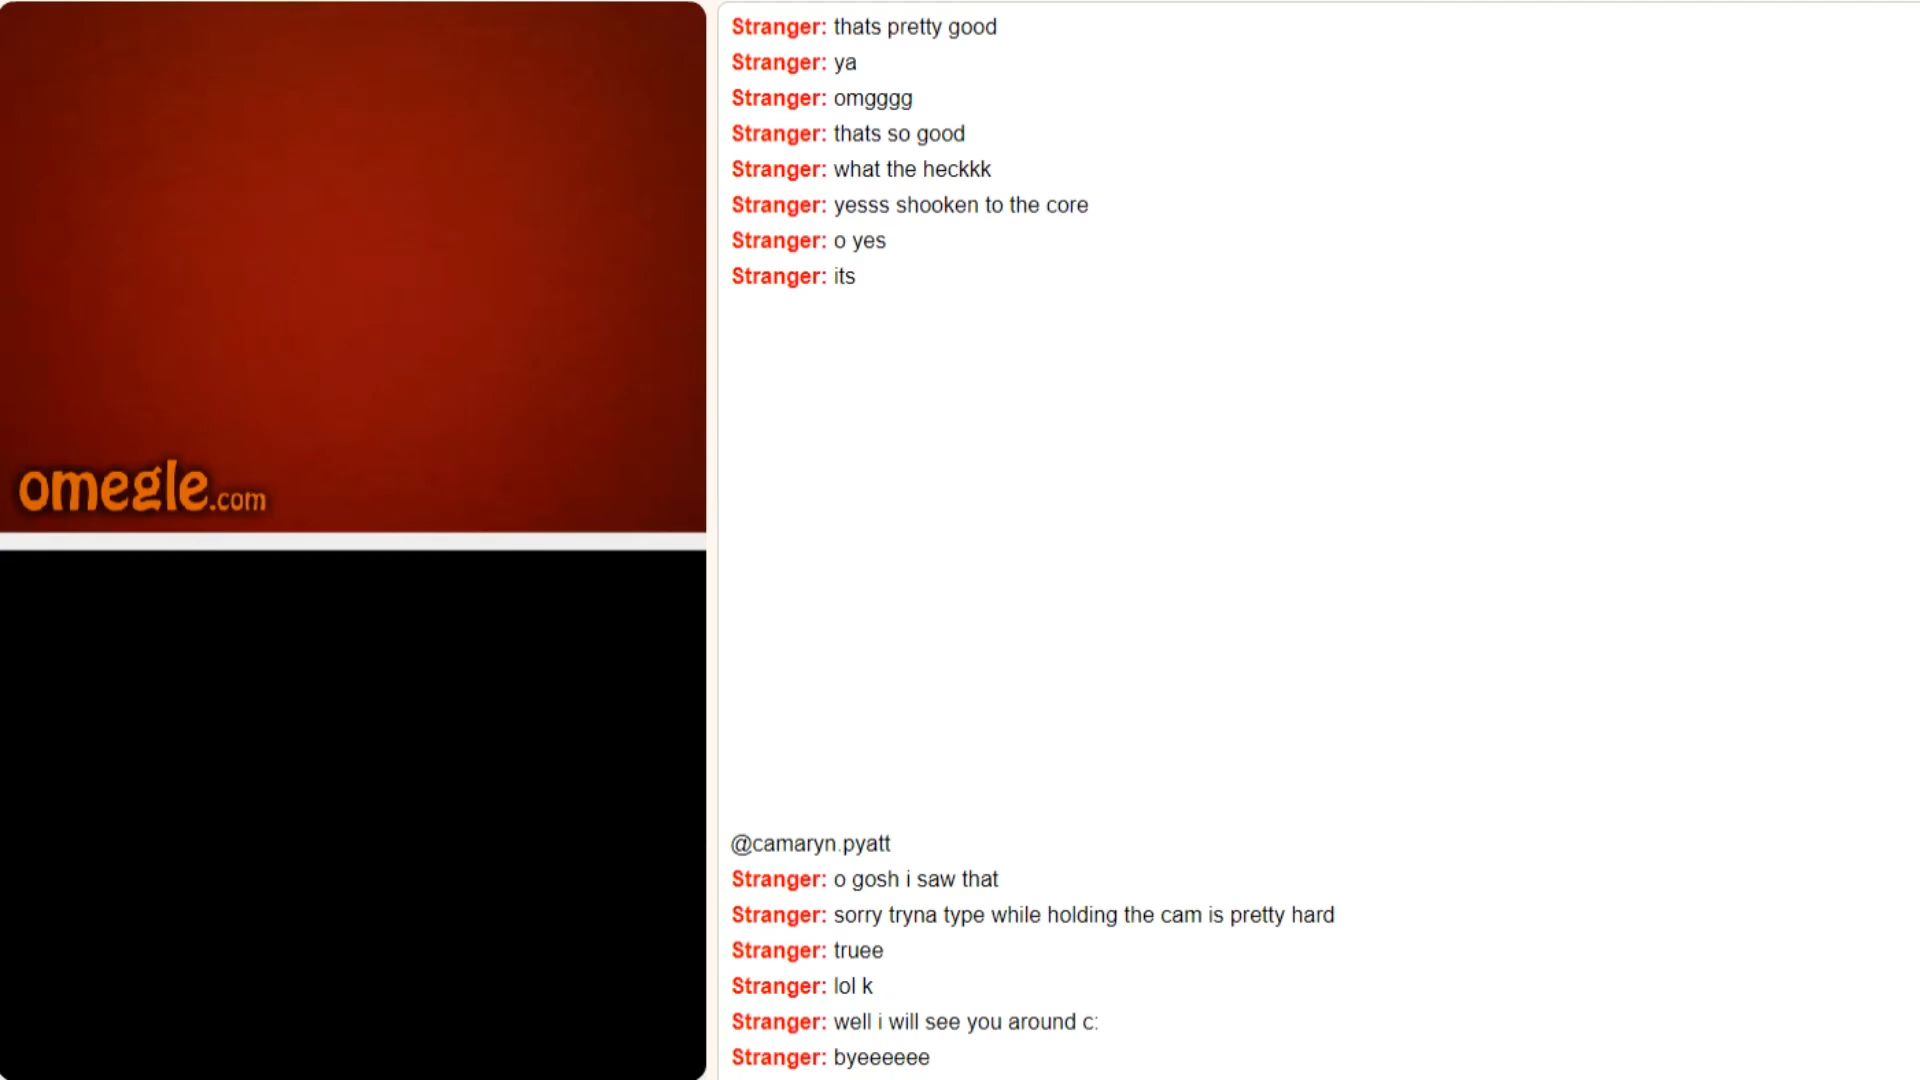 omegle.com
Stranger: thats pretty good
Stranger: ya
Stranger: omgggg
Stranger: thats so good
Stranger: what the heckkk
Stranger: yesss shooken to the core
Stranger: o yes
Stranger: its
@camaryn.pyatt
Stranger: o gosh i saw that
Stranger: sorry tryna type while holding the cam is pretty hard
Stranger: truee
Stranger: lol k
Stranger: well i will see you around c:
Stranger: byeeeeee